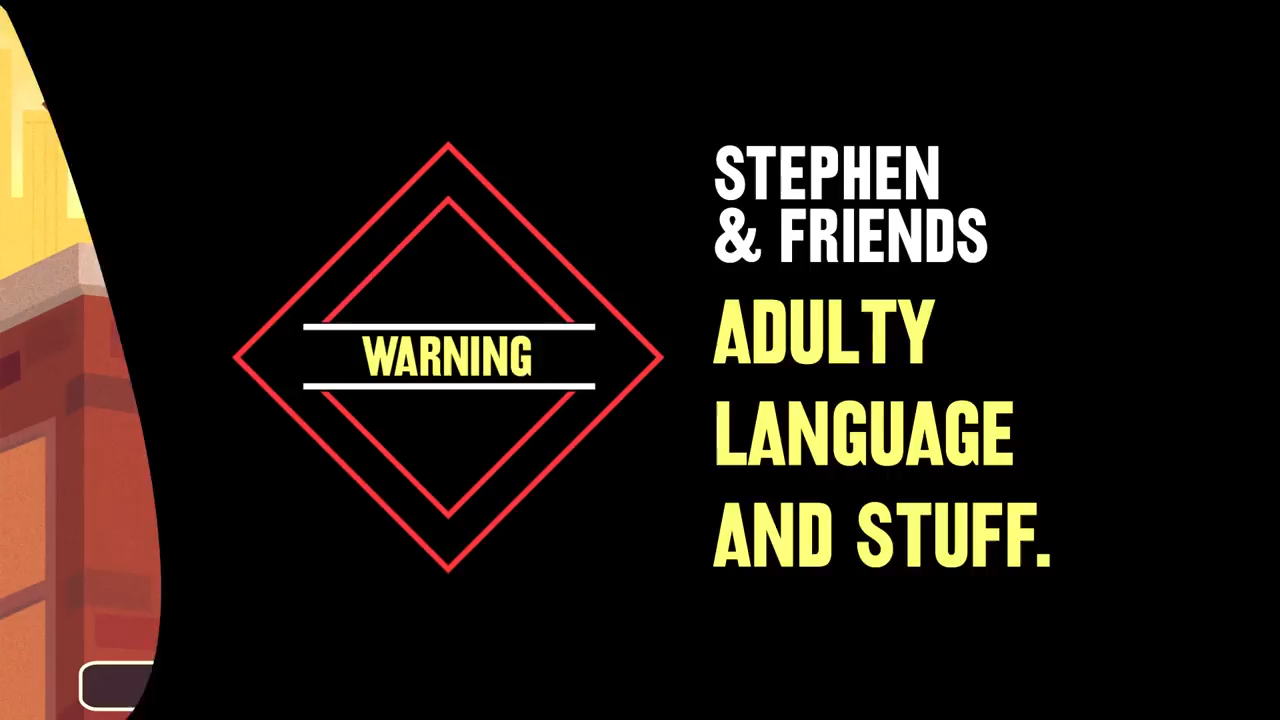 WARNING
STEPHEN
& FRIENDS
ADULTY
LANGUAGE
AND STUFF.